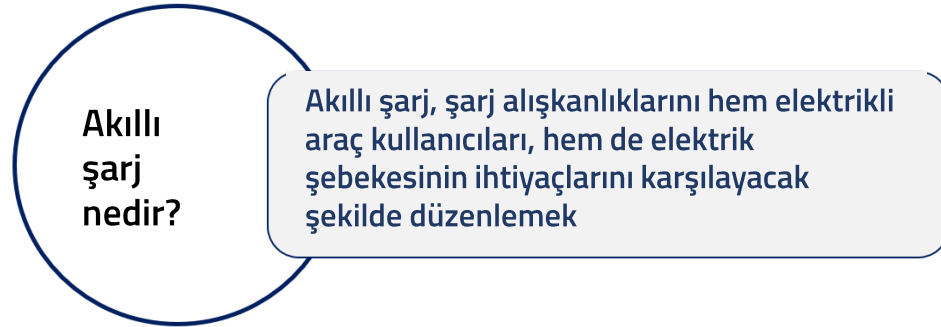 Akıllı
şarj
nedir?
Akıllı şarj, şarj alışkanlıklarını hem elektrikli
araç kullanıcıları, hem de elektrik
şebekesinin ihtiyaçlarını karşılayacak
şekilde düzenlemek